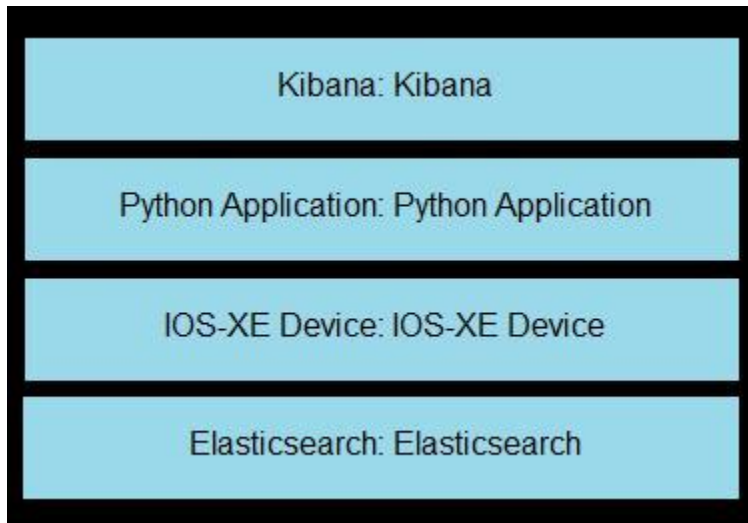 Kibana: Kibana
Python Application: Python Application
IOS-XE Device: IOS-XE Device
Elasticsearch: Elasticsearch